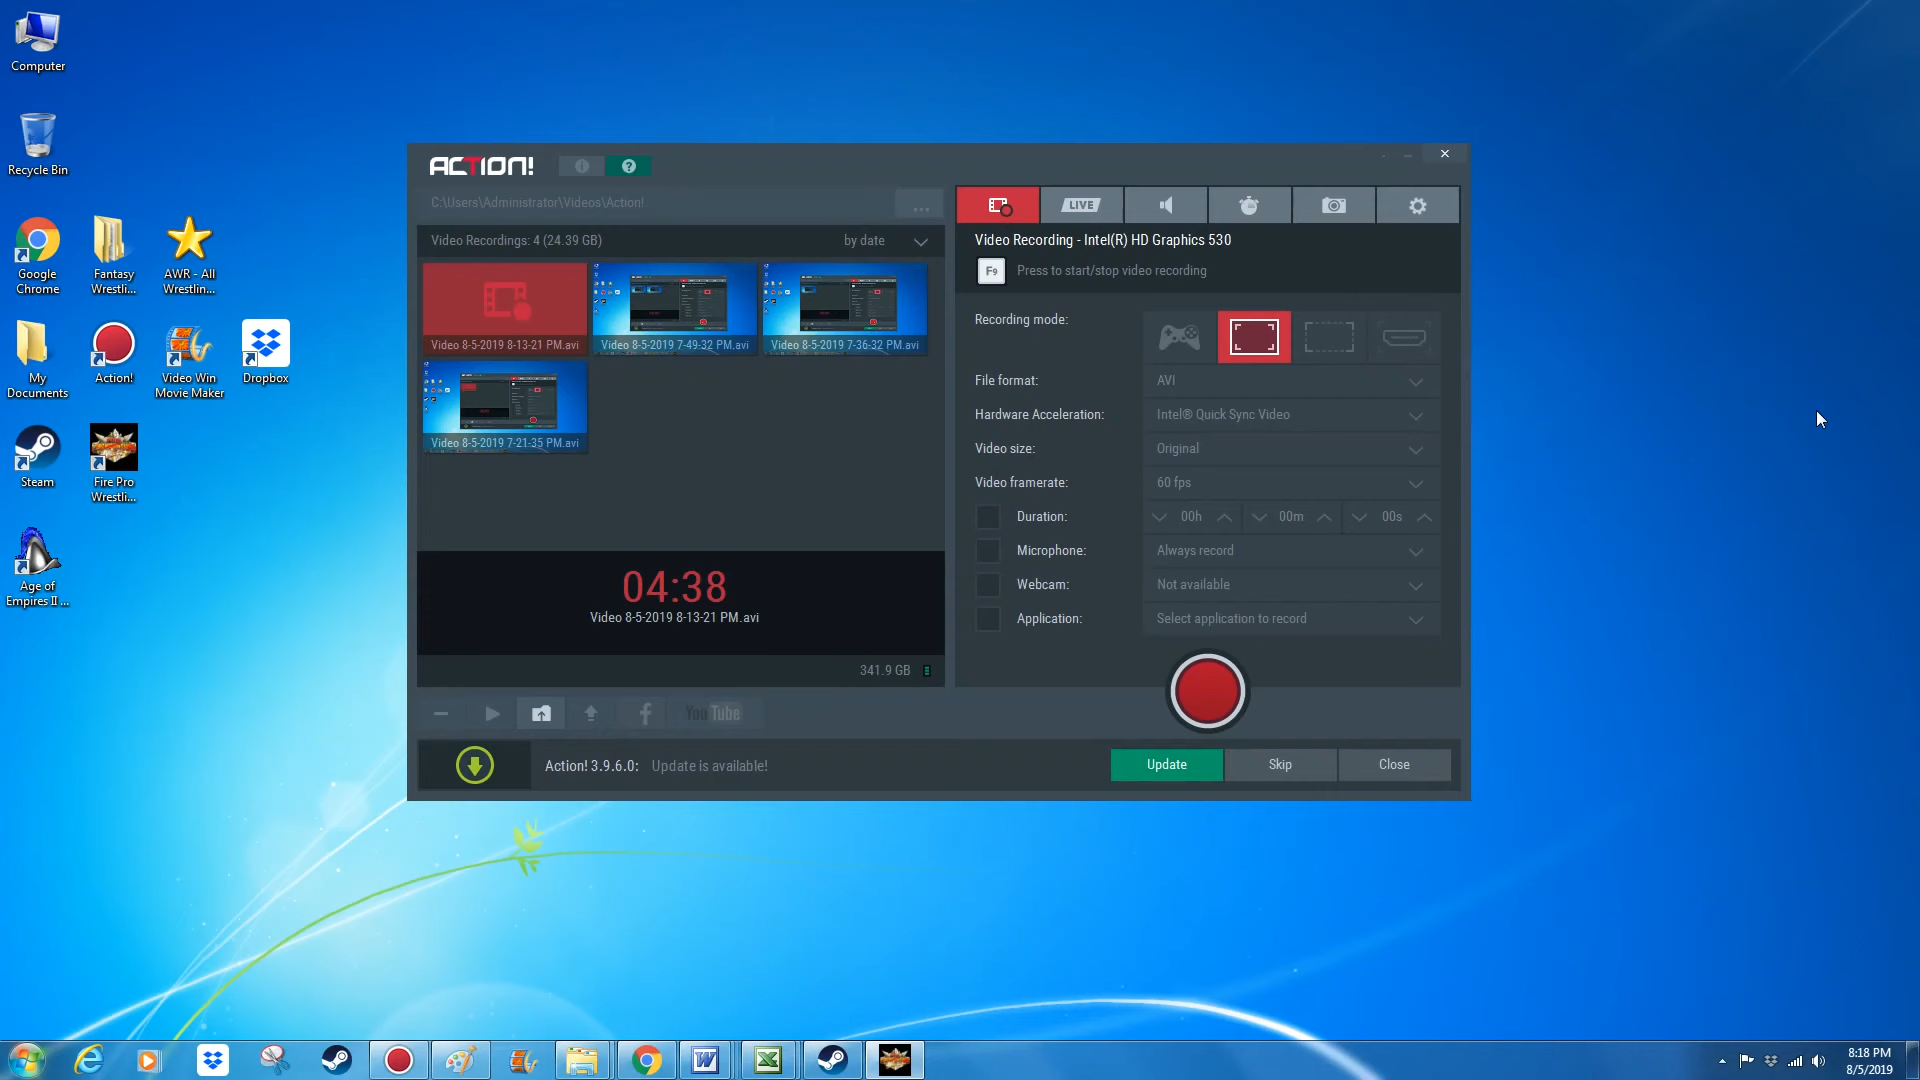 Computer
Recycle Bin
Google
Chrome
Fantasy
Wrestli...
AWR - All
Wrestlin...
My
Documents
Action!
Video Win
Movie Maker
Dropbox
Steam
Fire Pro
Wrestli...
Age of
Empires II ...
ACTION!
?
C:\Users\Administrator\Videos\Action!
...
Video Recordings: 4 (24.39 GB)
by date
Video 8-5-2019 8-13-21 PM.avi
Video 8-5-2019 7-49-32 PM.avi
Video 8-5-2019 7-36-32 PM.avi
Video 8-5-2019 7-21-35 PM.avi
04:38
Video 8-5-2019 8-13-21 PM.avi
341.9 GB
YouTube
LIVE
Video Recording - Intel(R) HD Graphics 530
F9
Press to start/stop video recording
Recording mode:
File format:
AVI
Hardware Acceleration:
Intel® Quick Sync Video
Video size:
Original
Video framerate:
60 fps
Duration:
00h
00m
00s
Microphone:
Always record
Webcam:
Not available
Application:
Select application to record
Action! 3.9.6.0:
Update is available!
Update
Skip
Close
8:18 PM
8/5/2019